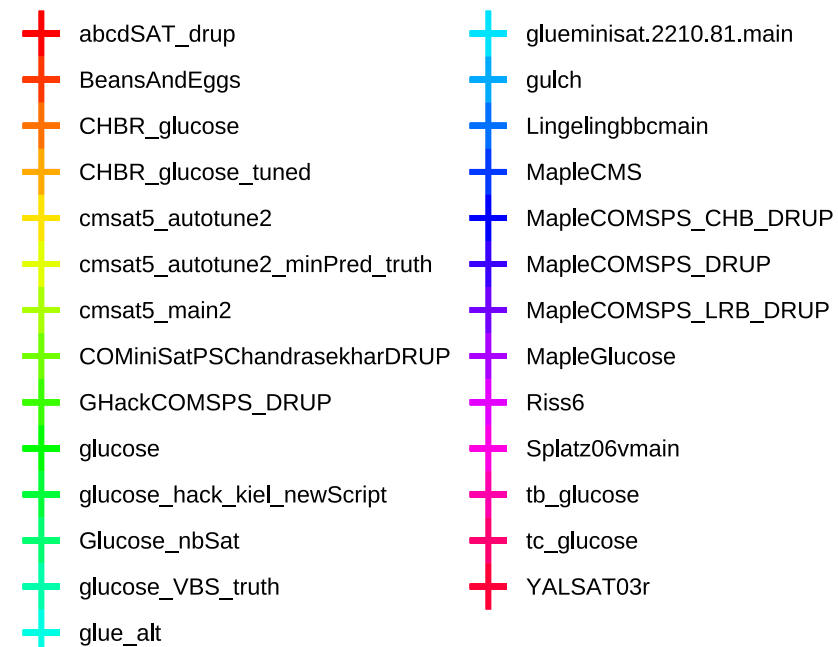 abcdSAT_drup
BeansAndEggs
CHBR_glucose
CHBR_glucose_tuned
cmsat5_autotune2
cmsat5_autotune2_minPred_truth
cmsat5_main2
COMiniSatPSChandrasekharDRUP
GHackCOMSPS_DRUP
glucose
glucose_hack_kiel_newScript
Glucose_nbSat
glucose_VBS_truth
glue_alt
glueminisat.2210.81.main
gulch
Lingelingbbcmain
MapleCMS
MapleCOMSPS_CHB_DRUP
MapleCOMSPS_DRUP
MapleCOMSPS_LRB_DRUP
MapleGlucose
Riss6
Splatz06vmain
tb_glucose
tc_glucose
YALSAT03r